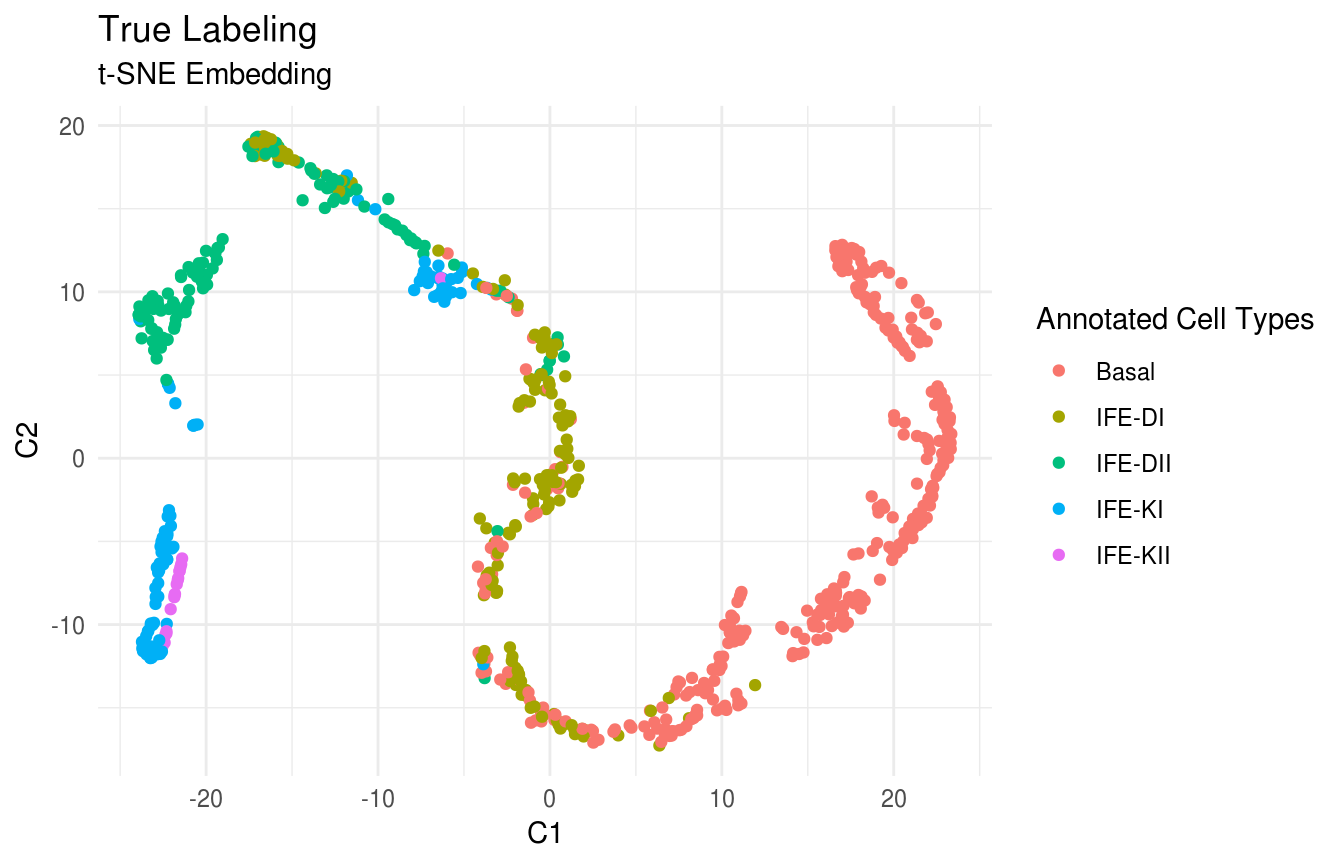 True Labeling
t-SNE Embedding
20
10
0
-10
C2
-20
-10
0
10
20
C1
Annotated Cell Types
Basal
IFE-DI
IFE-DII
IFE-KI
IFE-KII